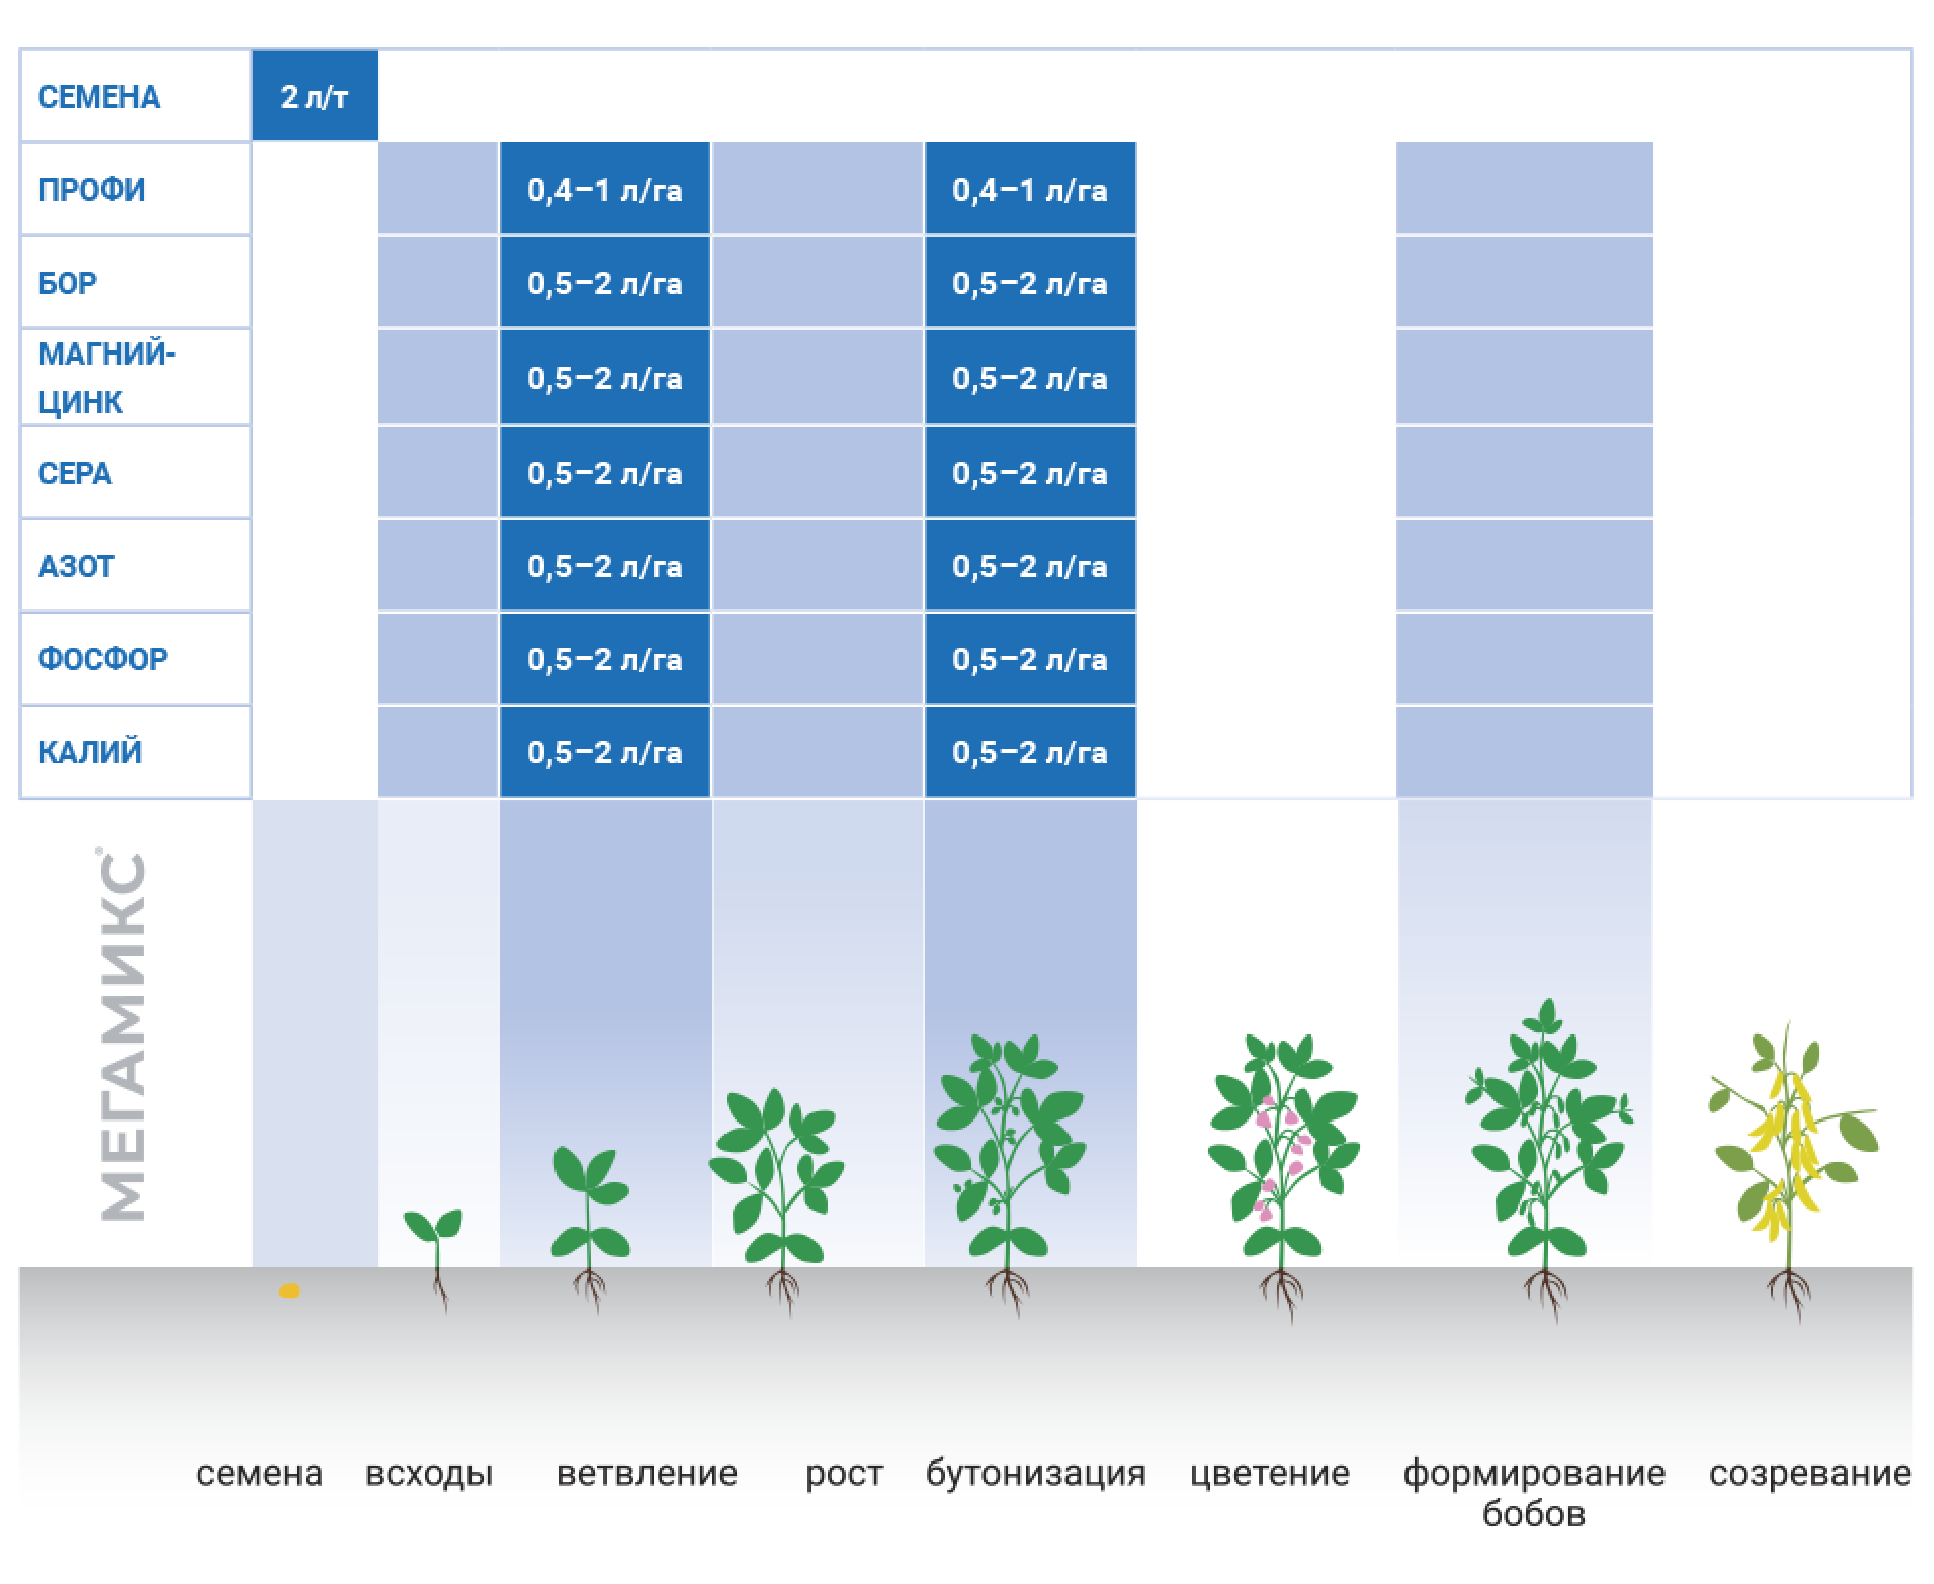 СЕМЕНА 2 л/т
ПРОФИ 0,4–1 л/га 0,4–1 л/га
БОР 0,5–2 л/га 0,5–2 л/га
МАГНИЙ-
ЦИНК 0,5–2 л/га 0,5–2 л/га
СЕРА 0,5–2 л/га 0,5–2 л/га
АЗОТ 0,5–2 л/га 0,5–2 л/га
ФОСФОР 0,5–2 л/га 0,5–2 л/га
КАЛИЙ 0,5–2 л/га 0,5–2 л/га
МЕГАМИКС®
семена всходы ветвление рост бутонизация цветение формирование созревание
бобов